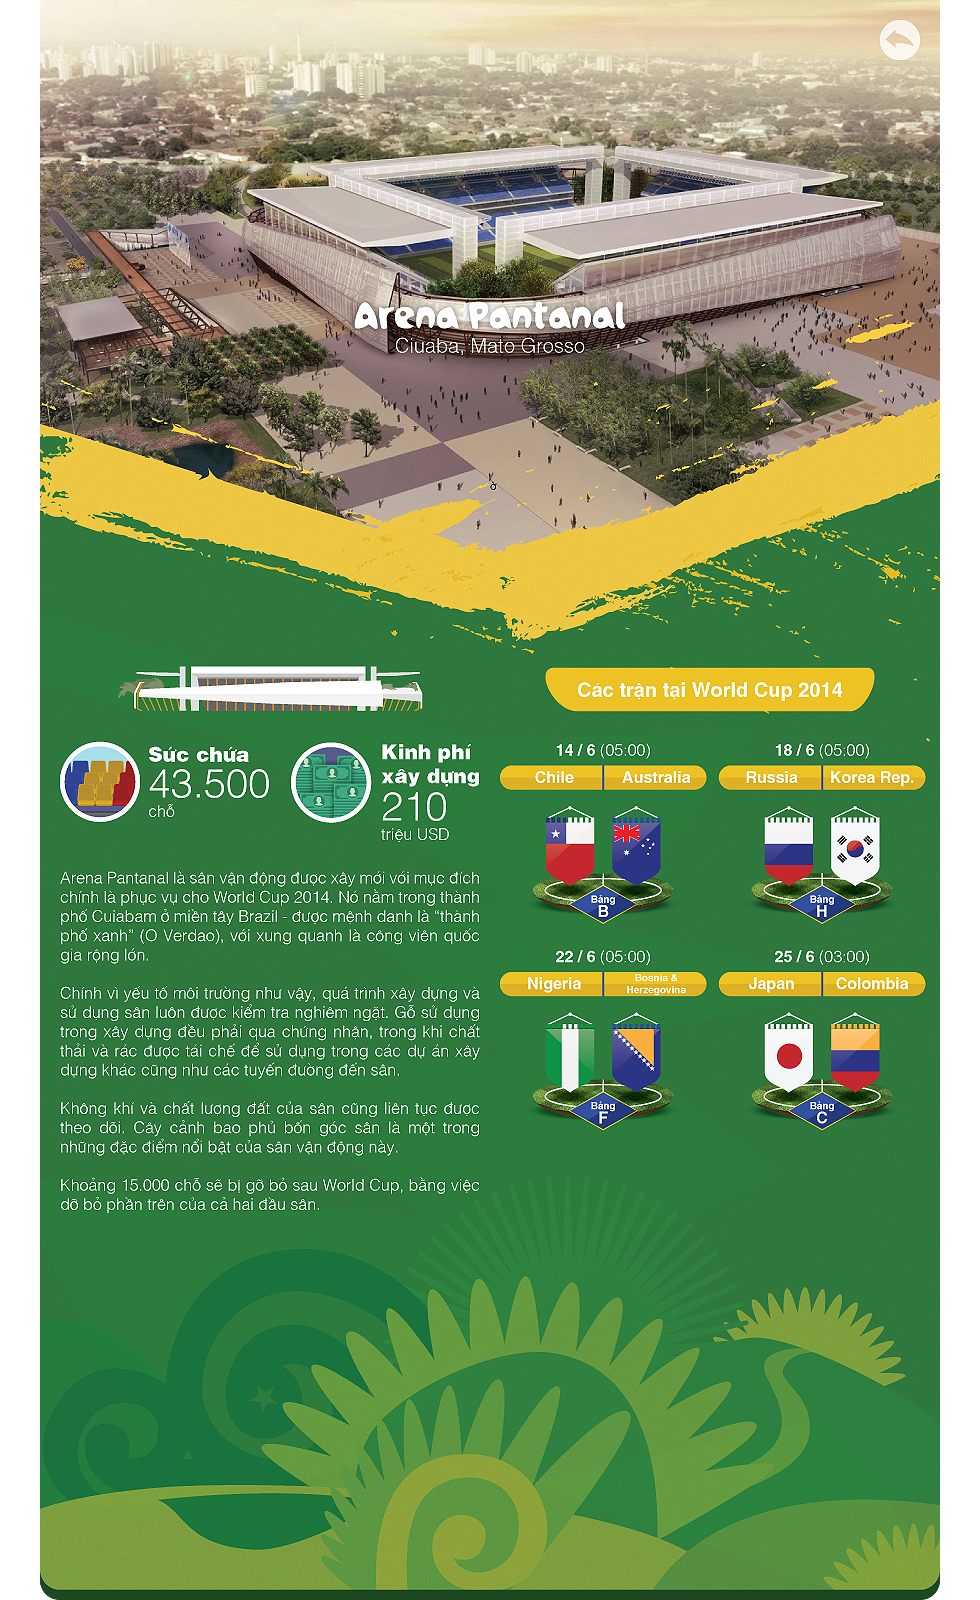 Arena Pantanal
Ciuaba, Mato Grosso
ở
Sức chứa
43.500
chỗ
Kinh phí
xây dựng
210
triệu USD
Arena Pantanal là sân vận động được xây mới với mục đích
chính là phục vụ cho World Cup 2014. Nó nằm trong thành
phố Cuiabam ở miền tây Brazil - được mệnh danh là “thành
phố xanh” (O Verdao), với xung quanh là công viên quốc
gia rộng lớn.
Chính vì yếu tố môi trường như vậy, quá trình xây dựng và
sử dụng sân luôn được kiểm tra nghiêm ngặt. Gỗ sử dụng
trong xây dựng đều phải qua chứng nhận, trong khi chất
thải và rác được tái chế để sử dụng trong các dự án xây
dựng khác cũng như các tuyến đường đến sân.
Không khí và chất lượng đất của sân cũng liên tục được
theo dõi. Cây cảnh bao phủ bốn góc sân là một trong
những đặc điểm nổi bật của sân vận động này.
Khoảng 15.000 chỗ sẽ bị gỡ bỏ sau World Cup, bằng việc
dỡ bỏ phần trên của cả hai đầu sân.
Các trận tại World Cup 2014
14 / 6 (05:00)
Chile Australia
Bảng
B
18 / 6 (05:00)
Russia Korea Rep.
Bảng
H
22 / 6 (05:00)
Nigeria Bosnia &
Herzegovina
Bảng
F
25 / 6 (03:00)
Japan Colombia
Bảng
C